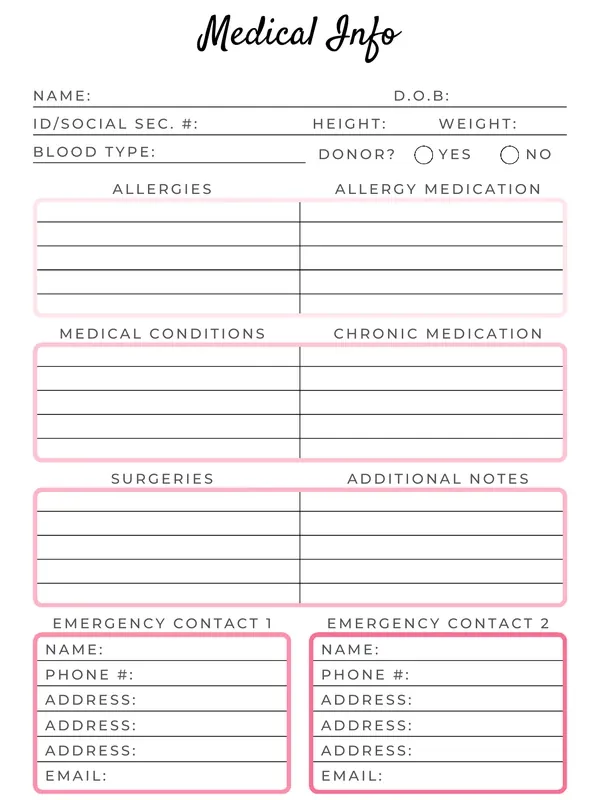 Medical Info
NAME: D.O.B:
ID/SOCIAL SEC. #: HEIGHT: WEIGHT:
BLOOD TYPE: DONOR? YES NO
ALLERGIES ALLERGY MEDICATION
MEDICAL CONDITIONS CHRONIC MEDICATION
SURGERIES ADDITIONAL NOTES
EMERGENCY CONTACT 1 EMERGENCY CONTACT 2
NAME: NAME:
PHONE #: PHONE #:
ADDRESS: ADDRESS:
ADDRESS: ADDRESS:
ADDRESS: ADDRESS:
EMAIL: EMAIL: